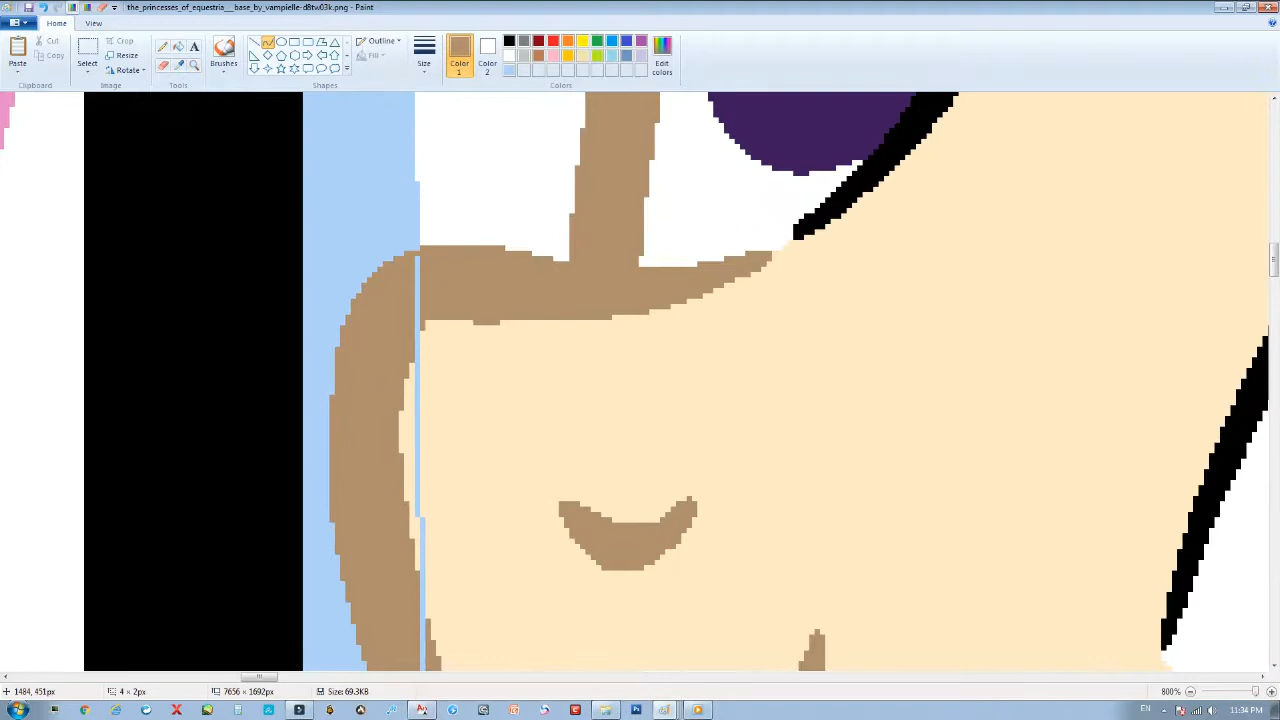 the_princesses_of_equestria__base_by_vampielle-d8tw03k.png - Paint
Home
View
Paste
Cut
Copy
Clipboard
Select
Crop
Resize
Rotate
Image
A
Tools
Brushes
Shapes
Outline
Fill
Size
Color
1
Color
2
Colors
Edit
colors
1484, 451px
4 × 2px
7656 × 1692px
Size: 69.3KB
800%
EN
11:34 PM